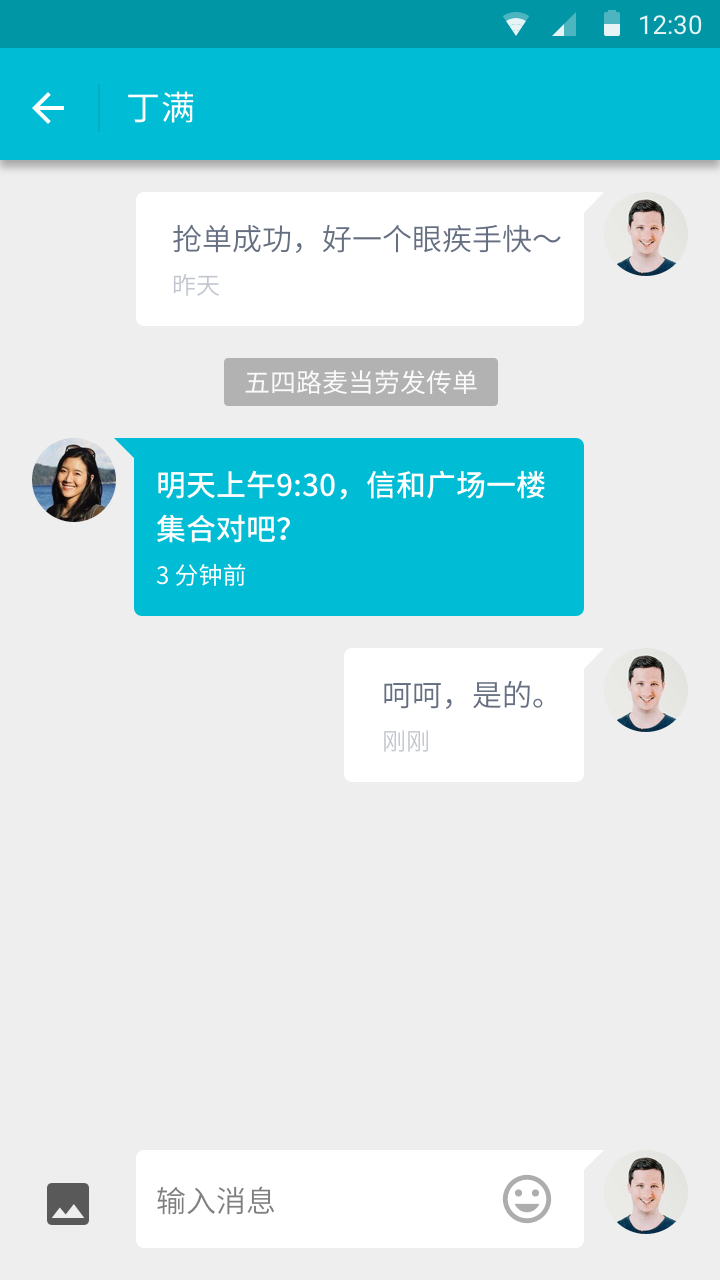 12:30
丁满
抢单成功，好一个眼疾手快～
昨天
五四路麦当劳发传单
明天上午9:30，信和广场一楼
集合对吧？
3 分钟前
呵呵，是的。
刚刚
输入消息